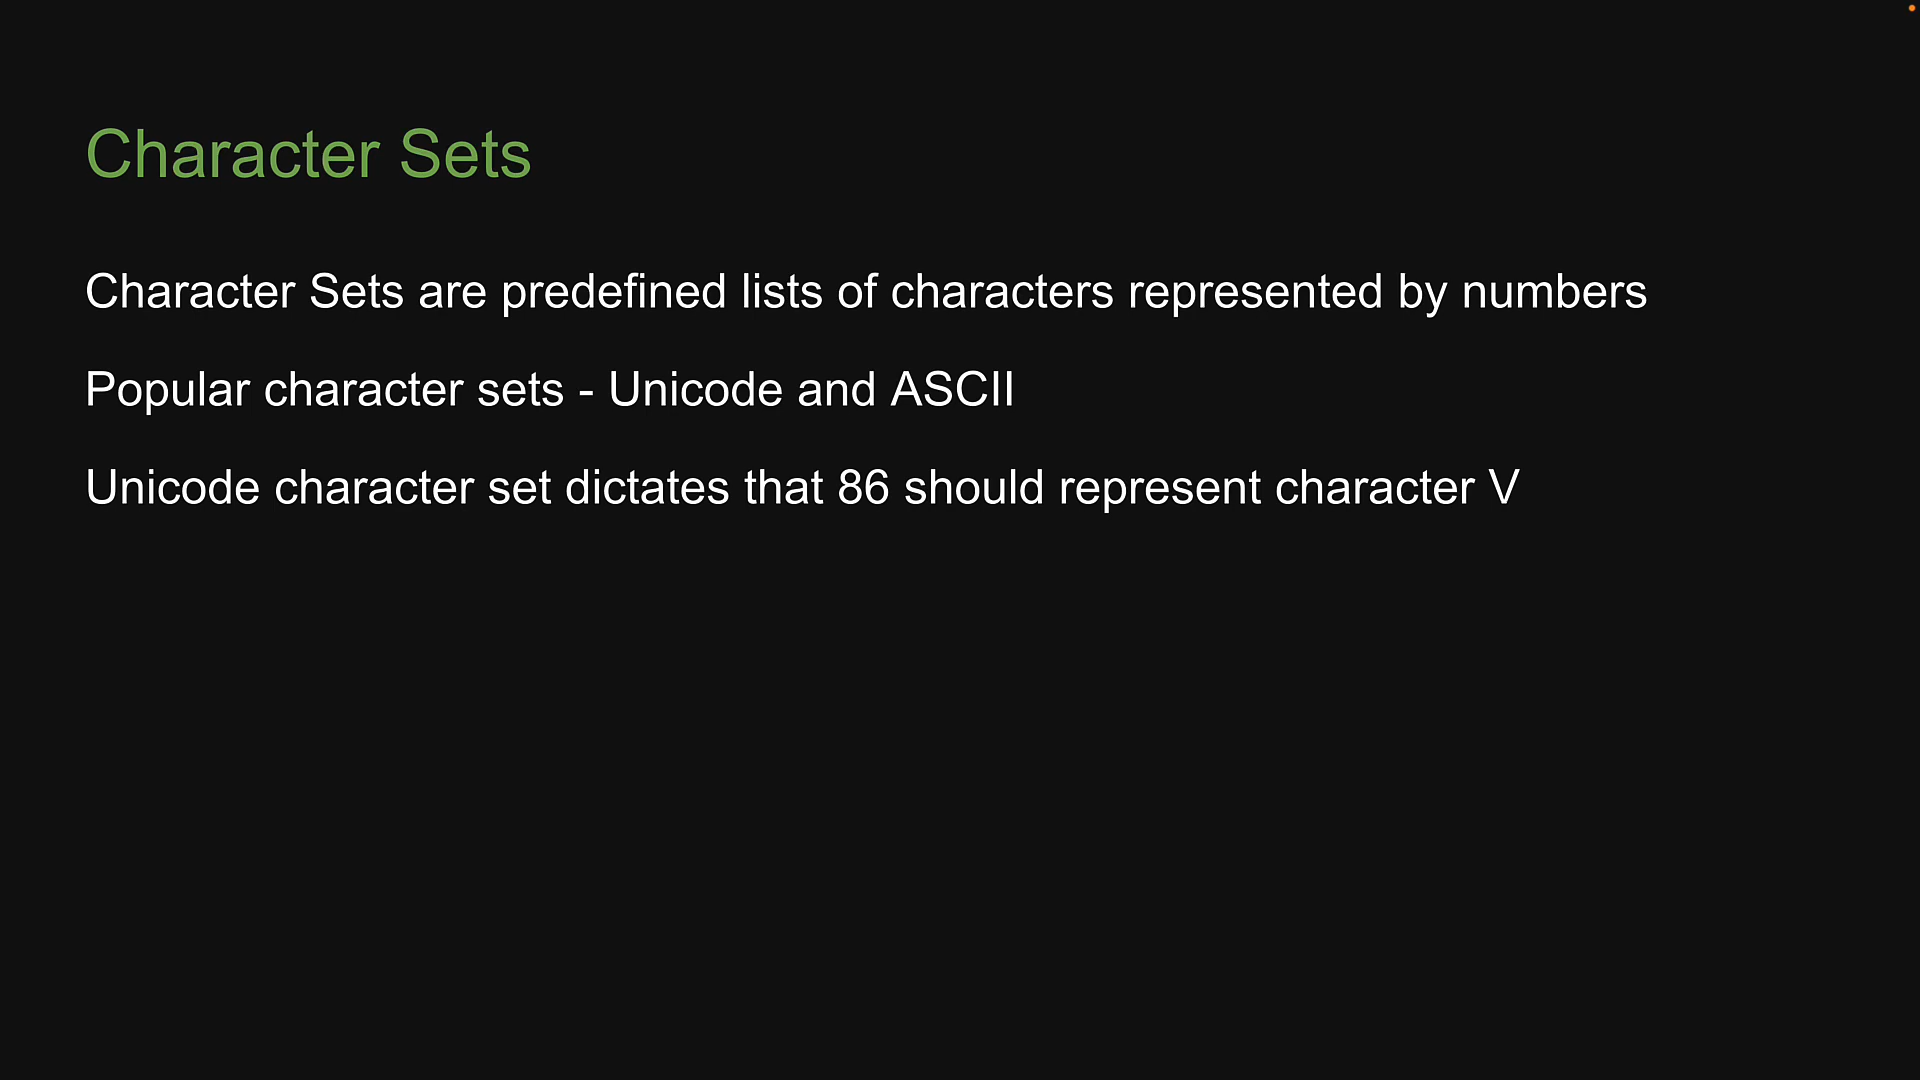 Character Sets
Character Sets are predefined lists of characters represented by numbers
Popular character sets - Unicode and ASCII
Unicode character set dictates that 86 should represent character V